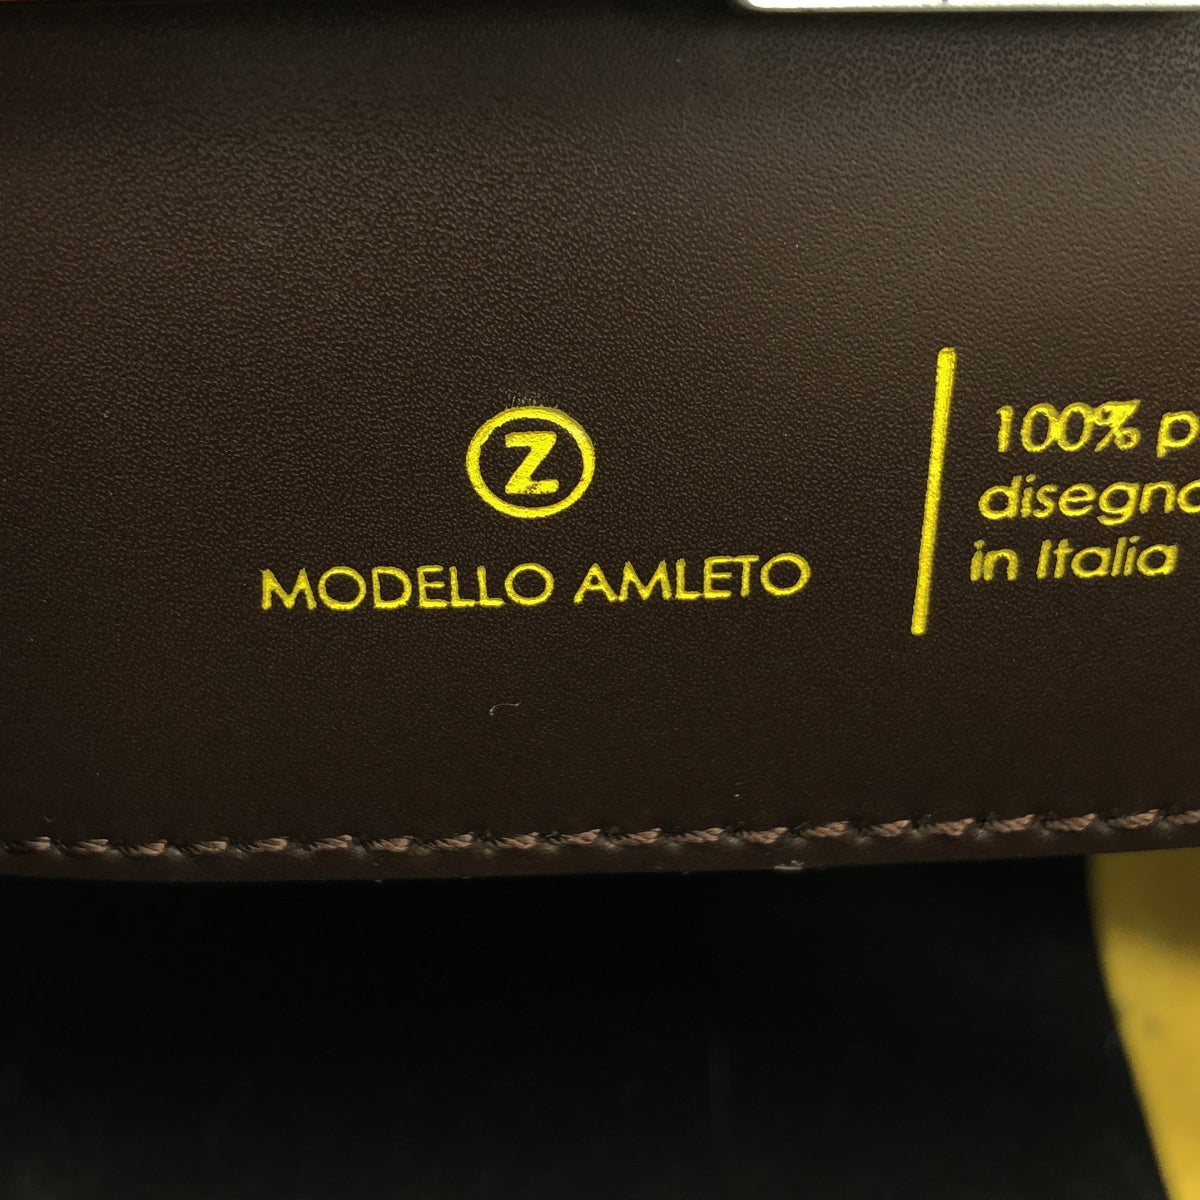 Z
MODELLO AMLETO
100%
in Italia